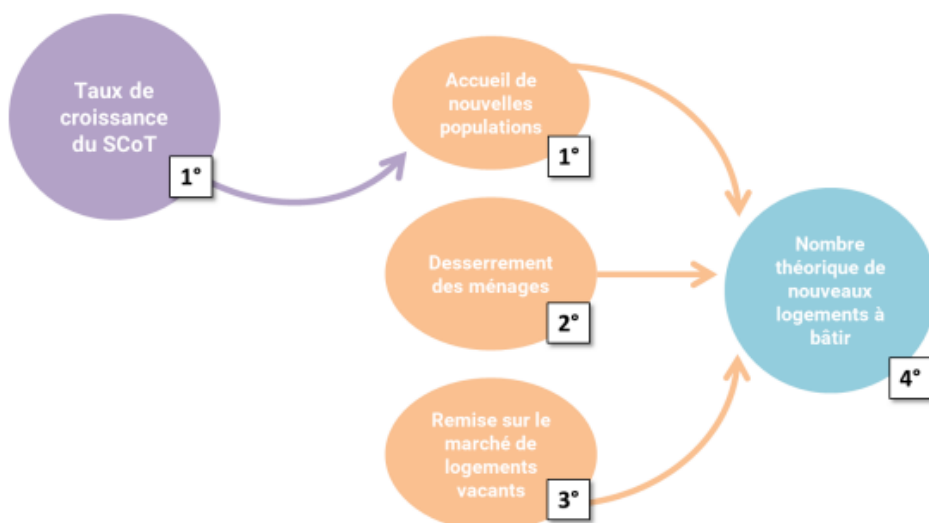 Taux de
croissance
du SCoT
1°
Accueil de
nouvelles
populations
1°
Desserrement
des ménages
2°
Remise sur le
marché de
logements
vacants
3°
Nombre
théorique de
nouveaux
logements à
bâtir
4°